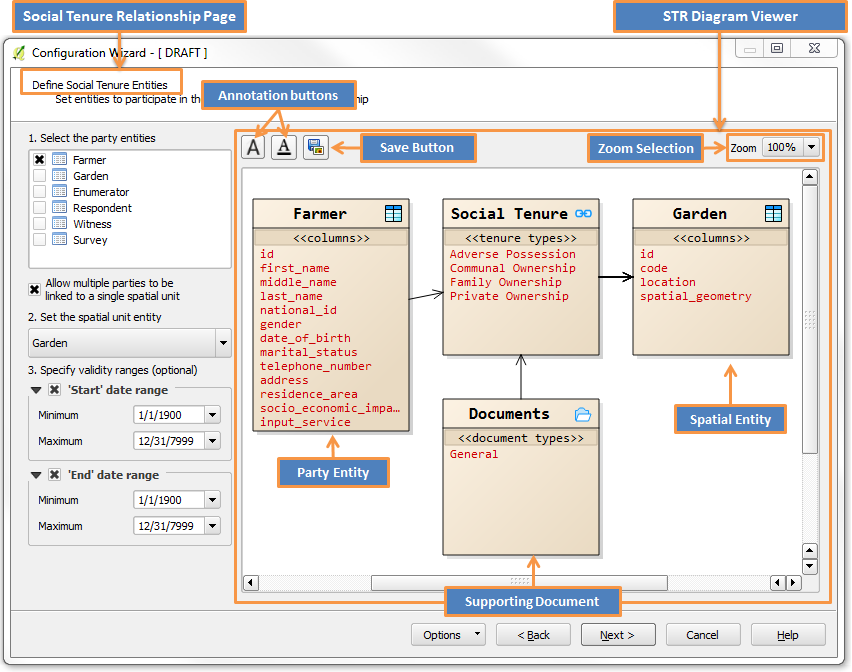 Social Tenure Relationship Page
STR Diagram Viewer
Configuration Wizard - [ DRAFT ]
Define Social Tenure Entities
Set entities to participate in th
hip
Annotation buttons
1. Select the party entities
Farmer
Garden
Enumerator
Respondent
Witness
Survey
Allow multiple parties to be
linked to a single spatial unit
2. Set the spatial unit entity
Garden
3. Specify validity ranges (optional)
'Start' date range
Minimum 1/1/1900
Maximum 12/31/7999
'End' date range
Minimum 1/1/1900
Maximum 12/31/7999
A A
Save Button
Zoom Selection
Zoom 100%
Farmer
<<columns>>
id
first_name
middle_name
last_name
national_id
gender
date_of_birth
marital_status
telephone_number
address
residence_area
socio_economic_impa...
input_service
Party Entity
Social Tenure
<<tenure types>>
Adverse Possession
Communal Ownership
Family Ownership
Private Ownership
Garden
<<columns>>
id
code
location
spatial_geometry
Spatial Entity
Documents
<<document types>>
General
Supporting Document
Options
< Back
Next >
Cancel
Help